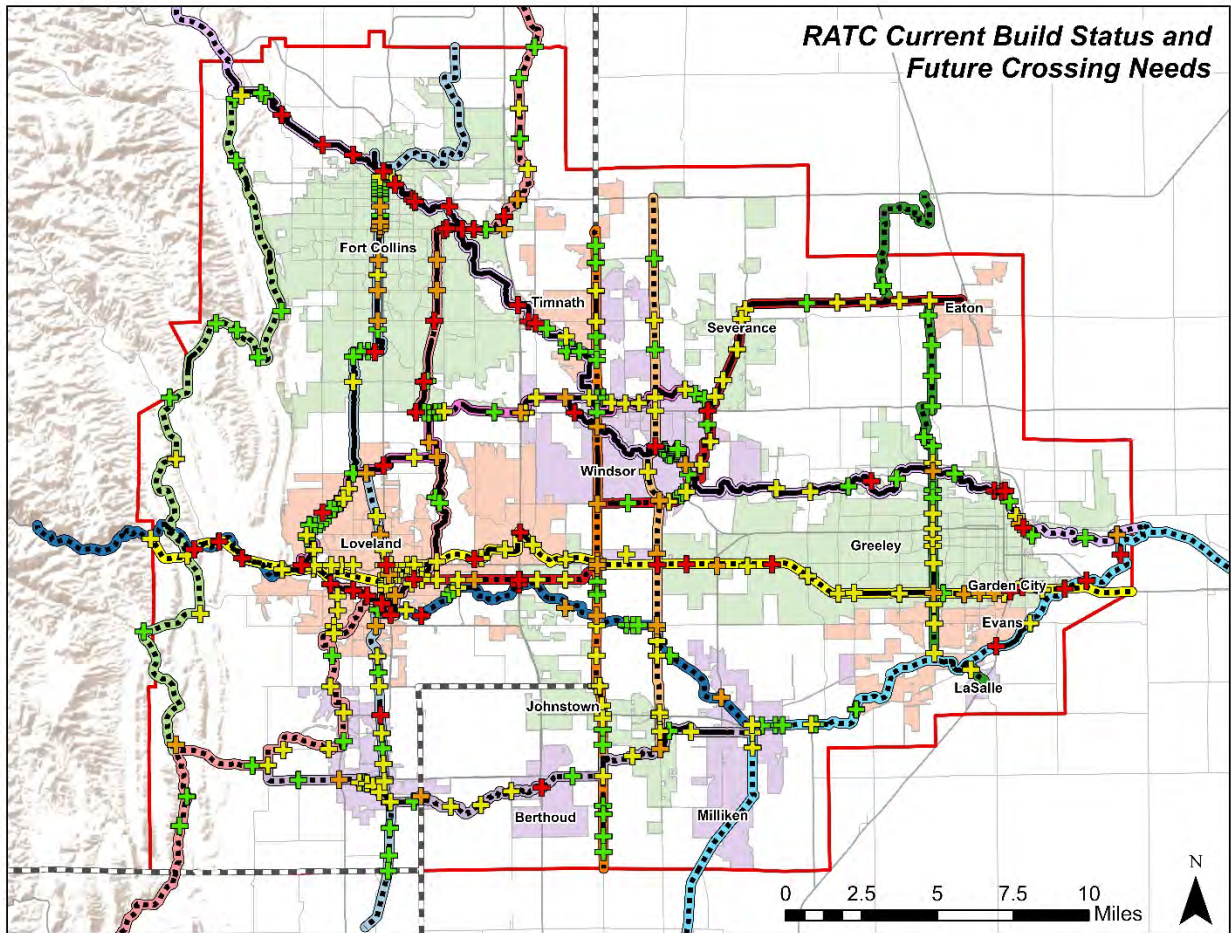 RATC Current Build Status and
Future Crossing Needs
Fort Collins
Timnath
Eaton
Severance
Windsor
Loveland
Greeley
Garden City
Evans
LaSalle
Johnstown
Berthoud
Milliken
N
0 2.5 5 7.5 10
Miles